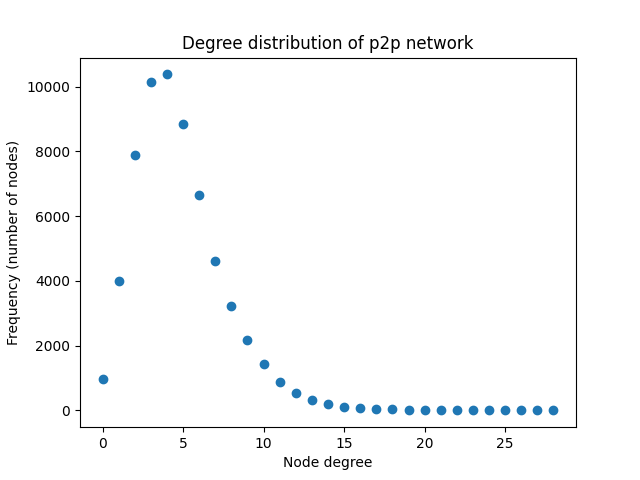 Degree distribution of p2p network
Frequency (number of nodes)
10000
8000
6000
4000
2000
0
0 5 10 15 20 25
Node degree